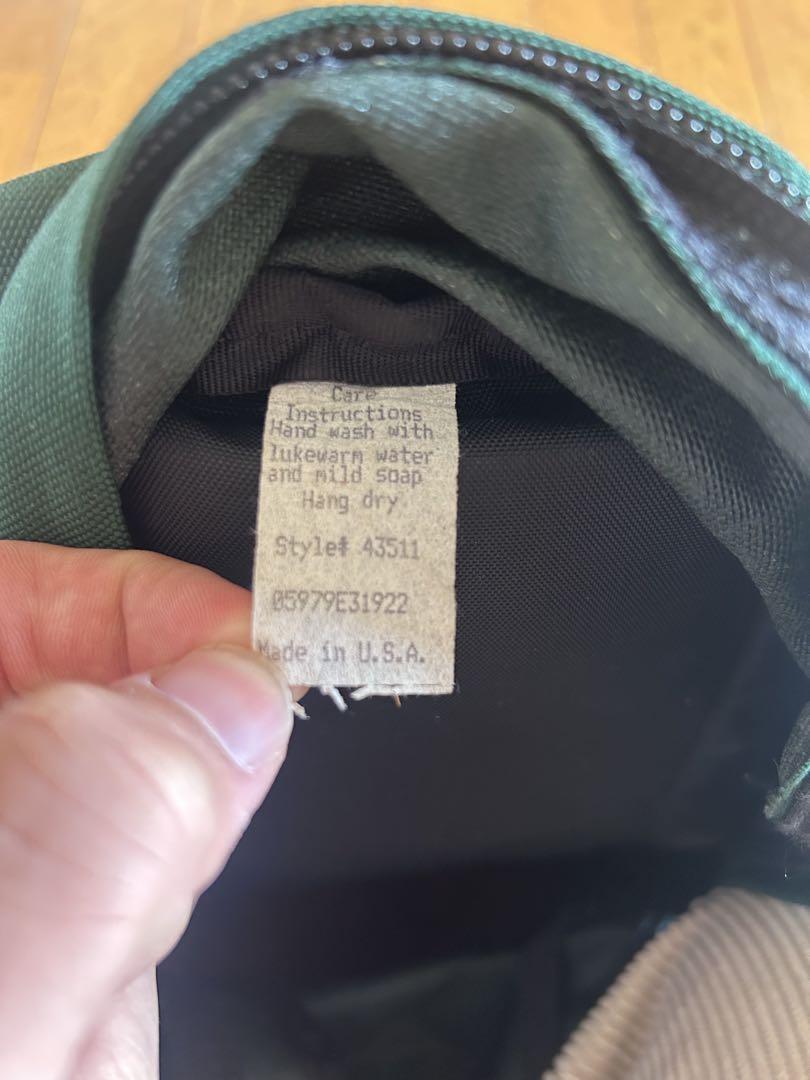 Care
Instructions
Hand wash with
lukewarm water
and mild soap
Hang dry.
Style# 43511
05979E31922
Made in U.S.A.